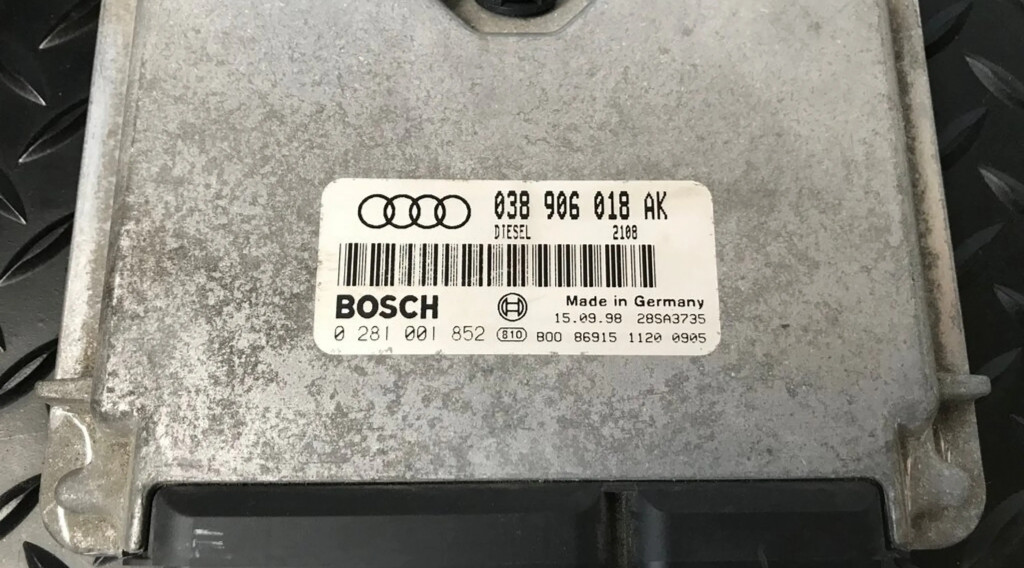 038 906 018 AK
DIESEL 2108
BOSCH Made in Germany
15.09.98 28SA3735
0 281 001 852 810 B00 86915 1120 0905